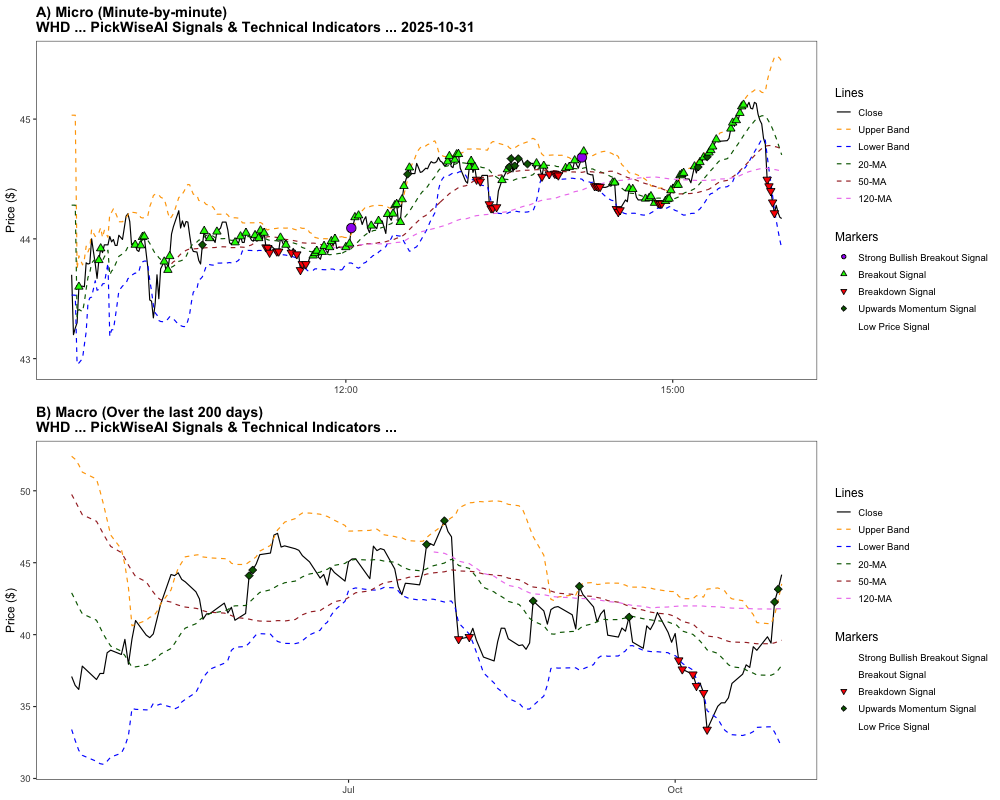 A) Micro (Minute-by-minute)
WHD ... PickWiseAI Signals & Technical Indicators ... 2025-10-31
Price ($)
45
44
43
12:00
15:00
Lines
Close
Upper Band
Lower Band
20-MA
50-MA
120-MA
Markers
Strong Bullish Breakout Signal
Breakout Signal
Breakdown Signal
Upwards Momentum Signal
Low Price Signal
B) Macro (Over the last 200 days)
WHD ... PickWiseAI Signals & Technical Indicators ...
Price ($)
50
45
40
35
30
Jul
Oct
Lines
Close
Upper Band
Lower Band
20-MA
50-MA
120-MA
Markers
Strong Bullish Breakout Signal
Breakout Signal
Breakdown Signal
Upwards Momentum Signal
Low Price Signal